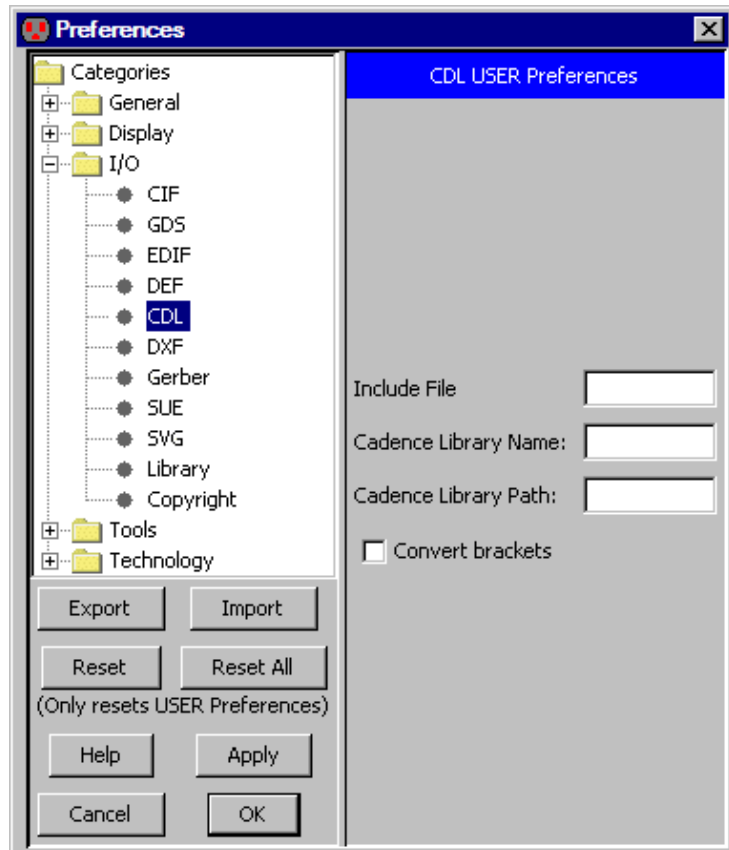 Preferences
Categories
General
Display
I/O
CIF
GDS
EDIF
DEF
CDL
DXF
Gerber
SUE
SVG
Library
Copyright
Tools
Technology
Export Import
Reset Reset All
(Only resets USER Preferences)
Help Apply
Cancel OK
CDL USER Preferences
Include File
Cadence Library Name:
Cadence Library Path:
Convert brackets